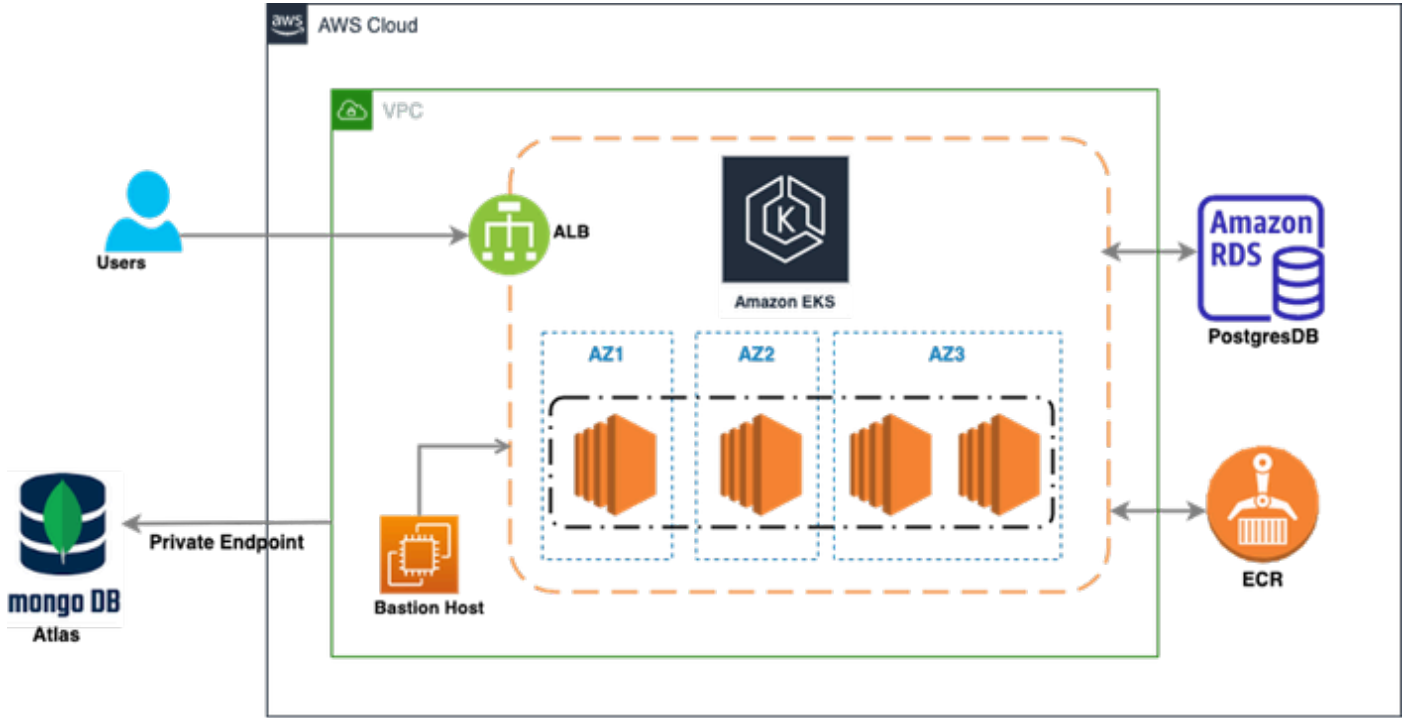 aws
AWS Cloud
VPC
Users
ALB
K
Amazon EKS
Amazon
RDS
PostgresDB
AZ1
AZ2
AZ3
Private Endpoint
mongo DB
Atlas
Bastion Host
ECR